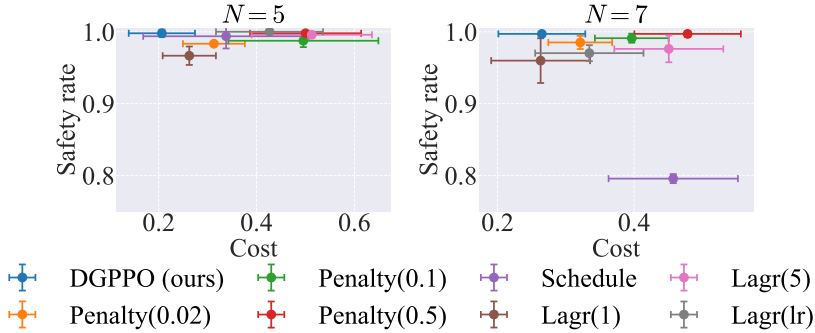 N = 5
N = 7
Safety rate
1.0
0.9
0.8
0.2
0.4
0.6
Cost
Safety rate
1.0
0.9
0.8
0.2
0.4
Cost
DGPPO (ours)
Penalty(0.1)
Schedule
Lagr(5)
Penalty(0.02)
Penalty(0.5)
Lagr(1)
Lagr(lr)